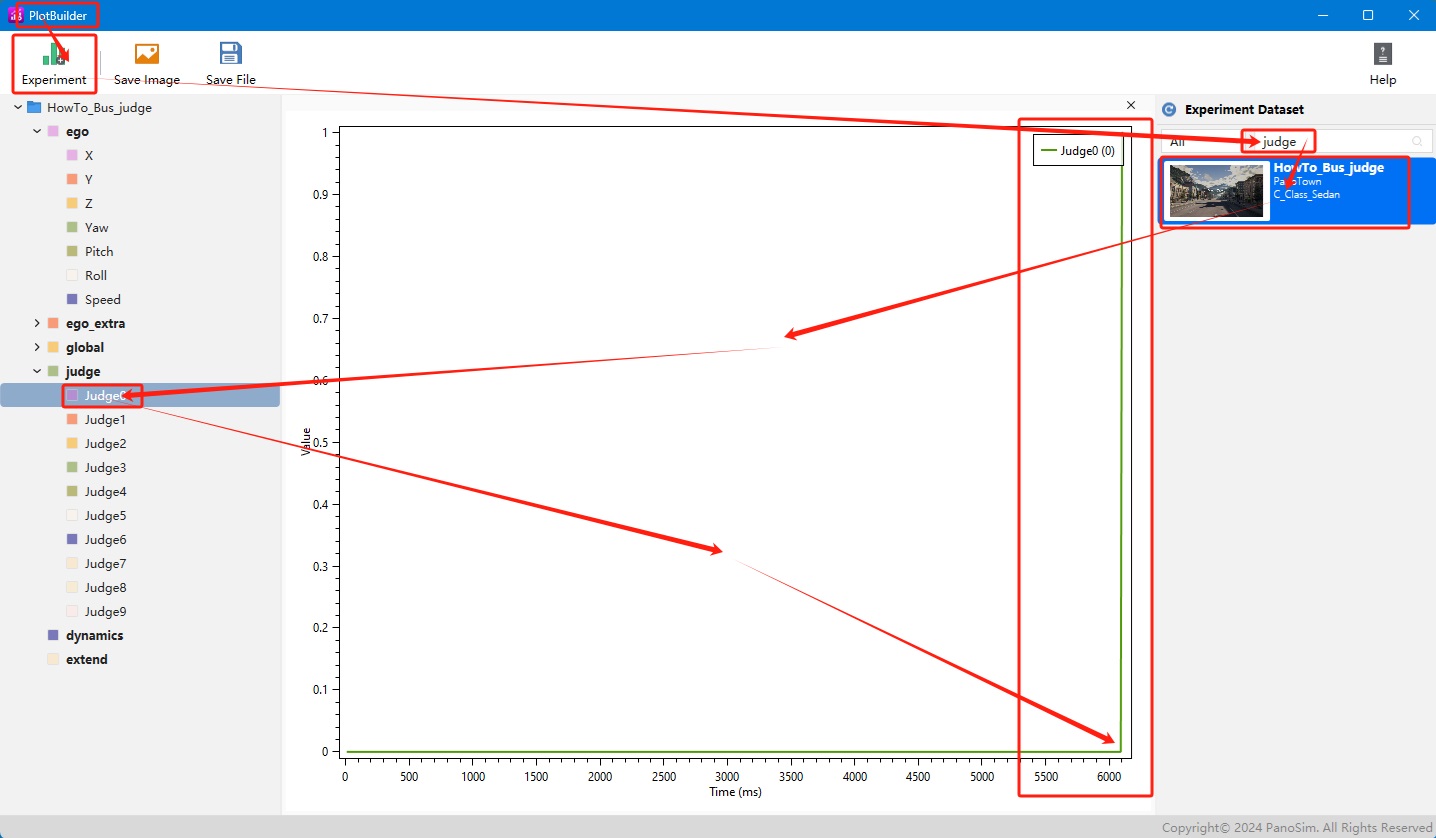 PlotBuilder
Experiment
Save Image
Save File
Help
HowTo_Bus_judge
ego
X
Y
Z
Yaw
Pitch
Roll
Speed
ego_extra
global
judge
Judge0
Judge1
Judge2
Judge3
Judge4
Judge5
Judge6
Judge7
Judge8
Judge9
dynamics
extend
Judge0 (0)
1
0.9
0.8
0.7
0.6
0.5
0.4
0.3
0.2
0.1
0
Value
0 500 1000 1500 2000 2500 3000 3500 4000 4500 5000 5500 6000
Time (ms)
Experiment Dataset
All judge
HowTo_Bus_judge
PanoTown
C_Class_Sedan
Copyright© 2024 PanoSim. All Rights Reserved